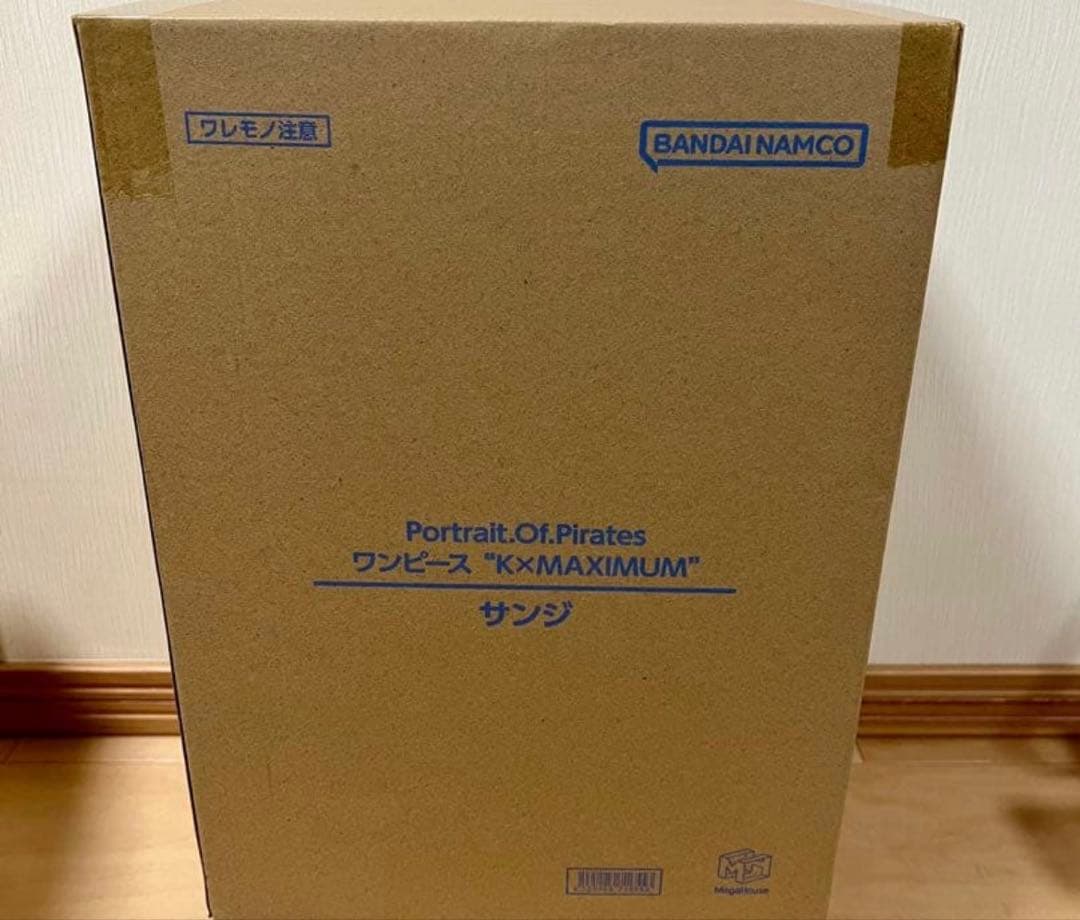 ワレモノ注意
BANDAI NAMCO
Portrait.Of.Pirates
ワンピース "K×MAXIMUM"
サンジ
MegaHouse